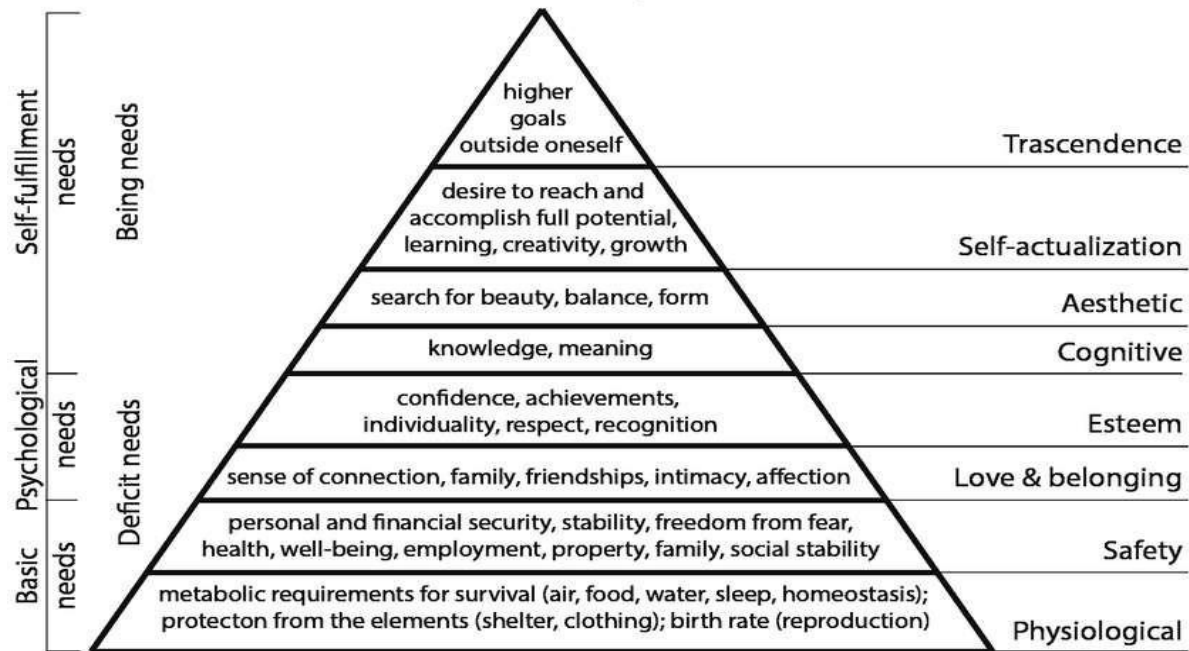 Self-fulfillment
needs
Being needs
higher
goals
outside oneself
Trascendence
desire to reach and
accomplish full potential,
learning, creativity, growth
Self-actualization
search for beauty, balance, form
Aesthetic
knowledge, meaning
Cognitive
Psychological
needs
Deficit needs
confidence, achievements,
individuality, respect, recognition
Esteem
sense of connection, family, friendships, intimacy, affection
Love & belonging
Basic
needs
personal and financial security, stability, freedom from fear,
health, well-being, employment, property, family, social stability
Safety
metabolic requirements for survival (air, food, water, sleep, homeostasis);
protecton from the elements (shelter, clothing); birth rate (reproduction)
Physiological